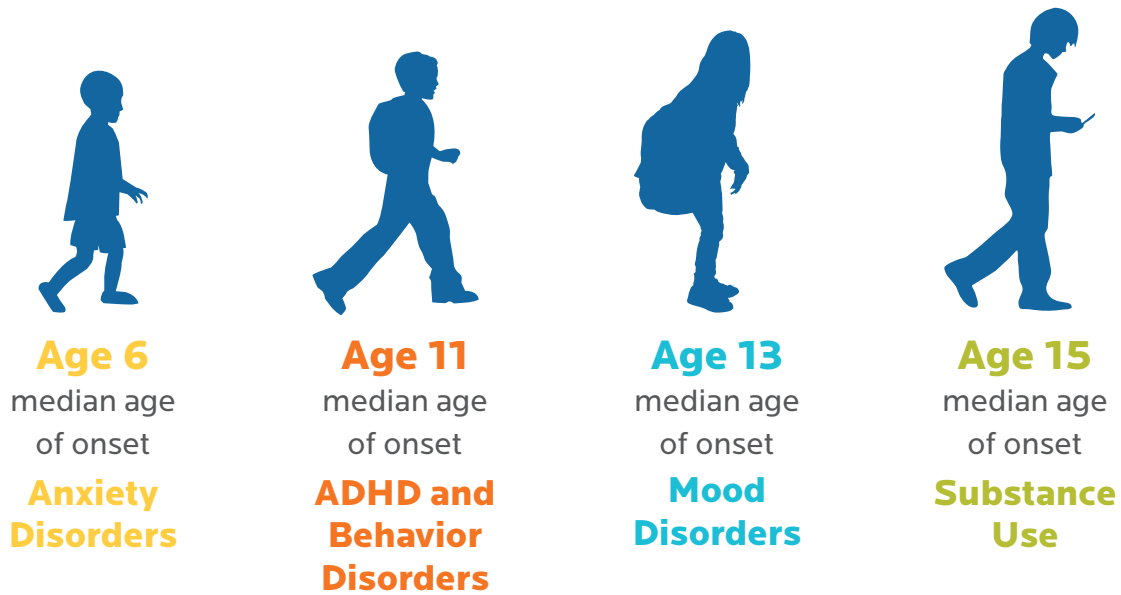 Age 6
median age
of onset
Anxiety
Disorders
Age 11
median age
of onset
ADHD and
Behavior
Disorders
Age 13
median age
of onset
Mood
Disorders
Age 15
median age
of onset
Substance
Use